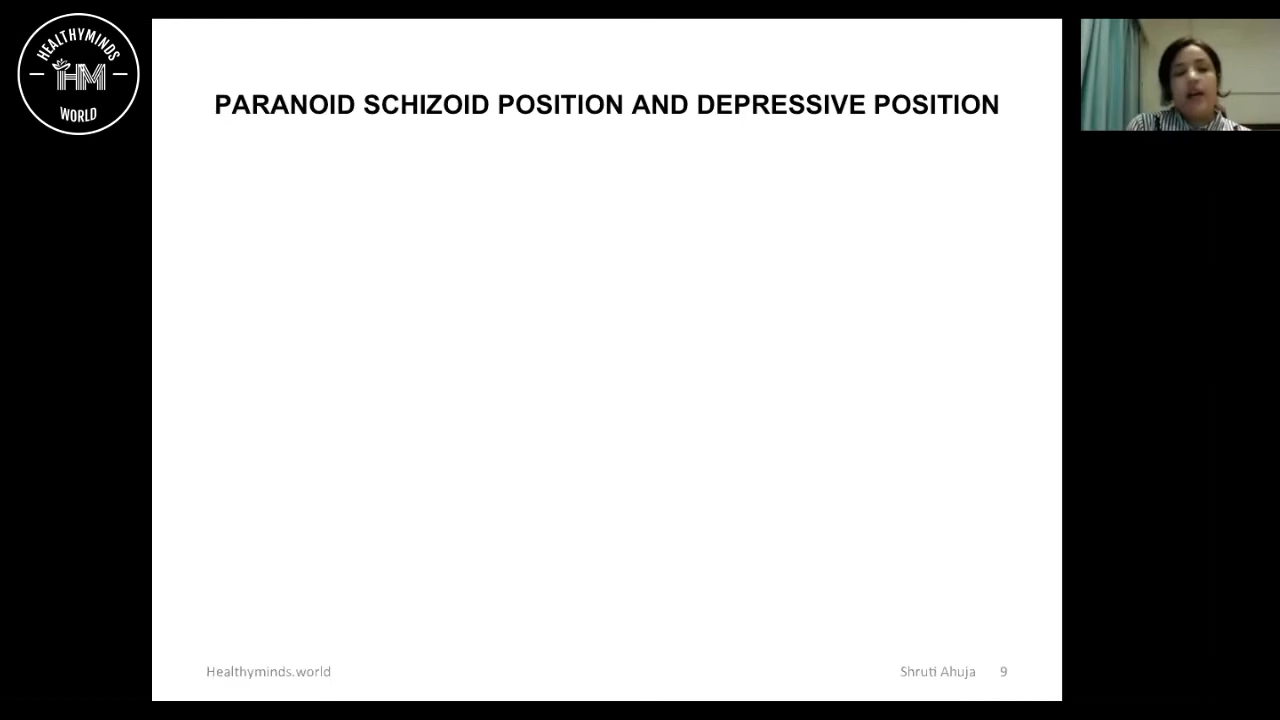 HEALTHYMINDS
HM
WORLD
PARANOID SCHIZOID POSITION AND DEPRESSIVE POSITION
Healthyminds.world
Shruti Ahuja 9